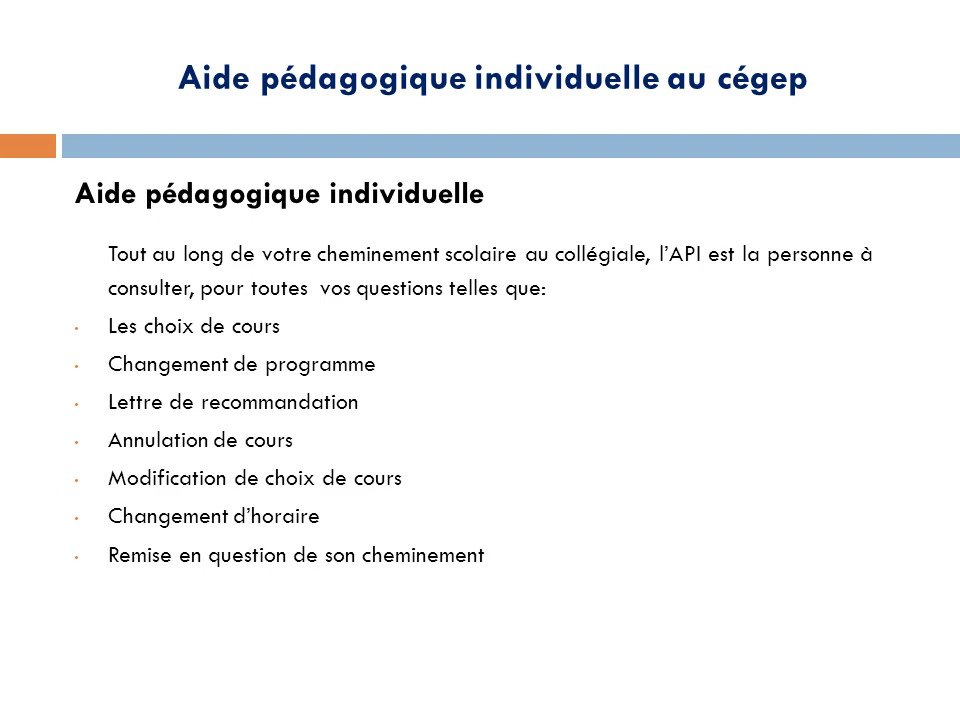 Aide pédagogique individuelle au cégep
Aide pédagogique individuelle
Tout au long de votre cheminement scolaire au collégiale, l’API est la personne à
consulter, pour toutes vos questions telles que:
• Les choix de cours
• Changement de programme
• Lettre de recommandation
• Annulation de cours
• Modification de choix de cours
• Changement d’horaire
• Remise en question de son cheminement